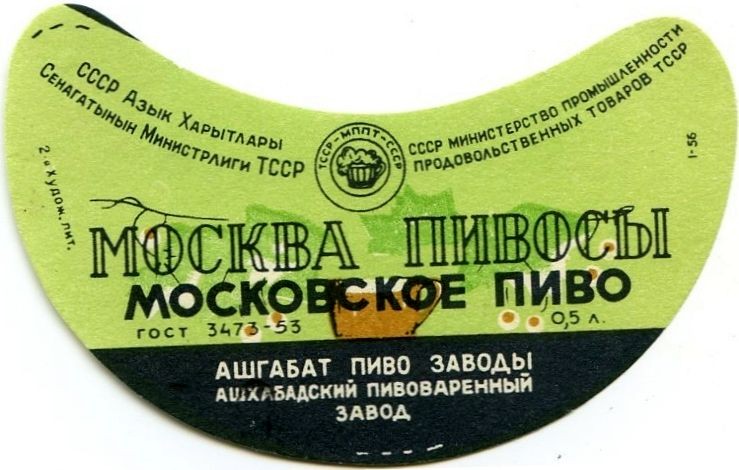 СССР АЗЫК ХАРЫТЛАРЫ
СЕНАГАТЫНЫН МИНИСТРЛИГИ ТССР
СССР МИНИСТЕРСТВО ПРОМЫШЛЕННОСТИ
ПРОДОВОЛЬСТВЕННЫХ ТОВАРОВ ТССР
ТССР-МППТ-СССР
2-я Худож. лит.
1-56
МОСКВА ПИВОСЫ
МОСКОВСКОЕ ПИВО
ГОСТ 3473-53
0,5 л.
АШГАБАТ ПИВО ЗАВОДЫ
АШХАБАДСКИЙ ПИВОВАРЕННЫЙ
ЗАВОД